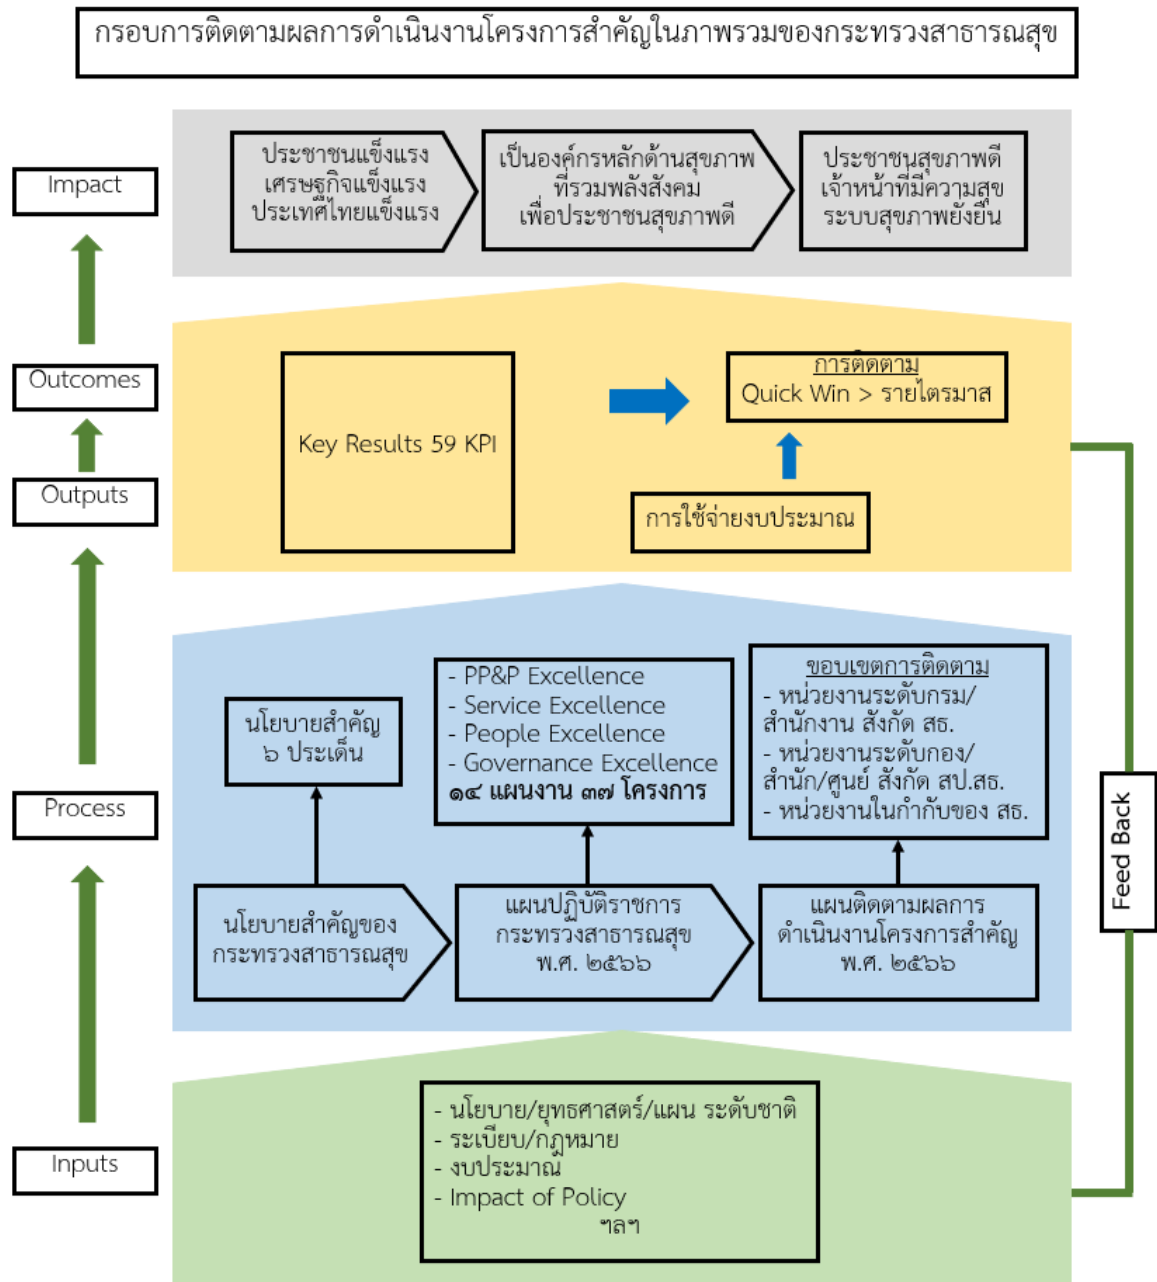 กรอบการติดตามผลการดำเนินงานโครงการสำคัญในภาพรวมของกระทรวงสาธารณสุข
Impact
ประชาชนแข็งแรง
เศรษฐกิจแข็งแรง
ประเทศไทยแข็งแรง
เป็นองค์กรหลักด้านสุขภาพ
ที่รวมพลังสังคม
เพื่อประชาชนสุขภาพดี
ประชาชนสุขภาพดี
เจ้าหน้าที่มีความสุข
ระบบสุขภาพยั่งยืน
Outcomes
Outputs
Key Results 59 KPI
การติดตาม
Quick Win > รายไตรมาส
การใช้จ่ายงบประมาณ
Process
นโยบายสำคัญ
๖ ประเด็น
- PP&P Excellence
- Service Excellence
- People Excellence
- Governance Excellence
๑๔ แผนงาน ๓๗ โครงการ
ขอบเขตการติดตาม
- หน่วยงานระดับกรม/
สำนักงาน สังกัด สธ.
- หน่วยงานระดับกอง/
สำนัก/ศูนย์ สังกัด สป.สธ.
- หน่วยงานในกำกับของ สธ.
นโยบายสำคัญของ
กระทรวงสาธารณสุข
แผนปฏิบัติราชการ
กระทรวงสาธารณสุข
พ.ศ. ๒๕๖๖
แผนติดตามผลการ
ดำเนินงานโครงการสำคัญ
พ.ศ. ๒๕๖๖
Feed Back
Inputs
- นโยบาย/ยุทธศาสตร์/แผน ระดับชาติ
- ระเบียบ/กฎหมาย
- งบประมาณ
- Impact of Policy
ฯลฯ